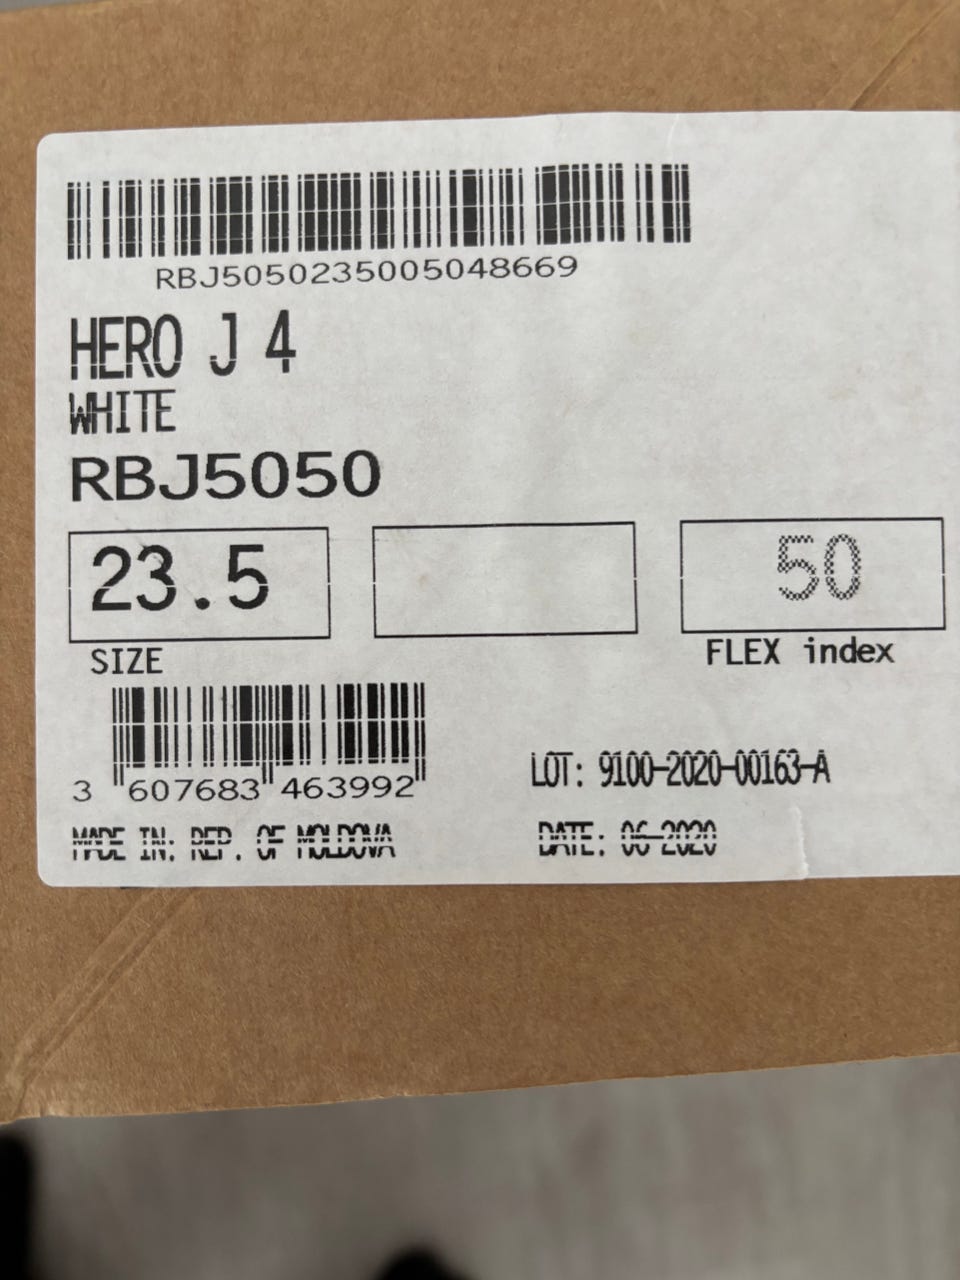 RBJ5050235005048669
HERO J 4
WHITE
RBJ5050
23.5
50
SIZE
FLEX index
3 607683 463992
LOT: 9100-2020-00163-A
MADE IN: REP. OF MOLDOVA
DATE: 06-2020